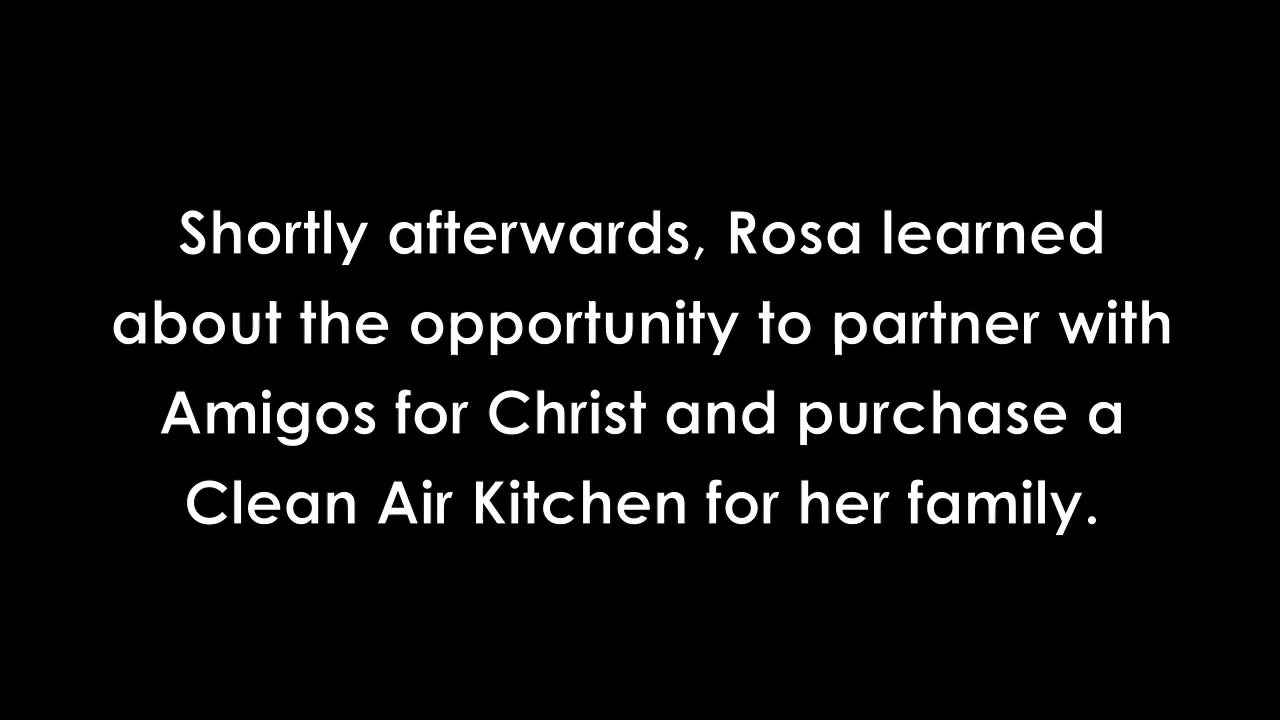 Shortly afterwards, Rosa learned
about the opportunity to partner with
Amigos for Christ and purchase a
Clean Air Kitchen for her family.